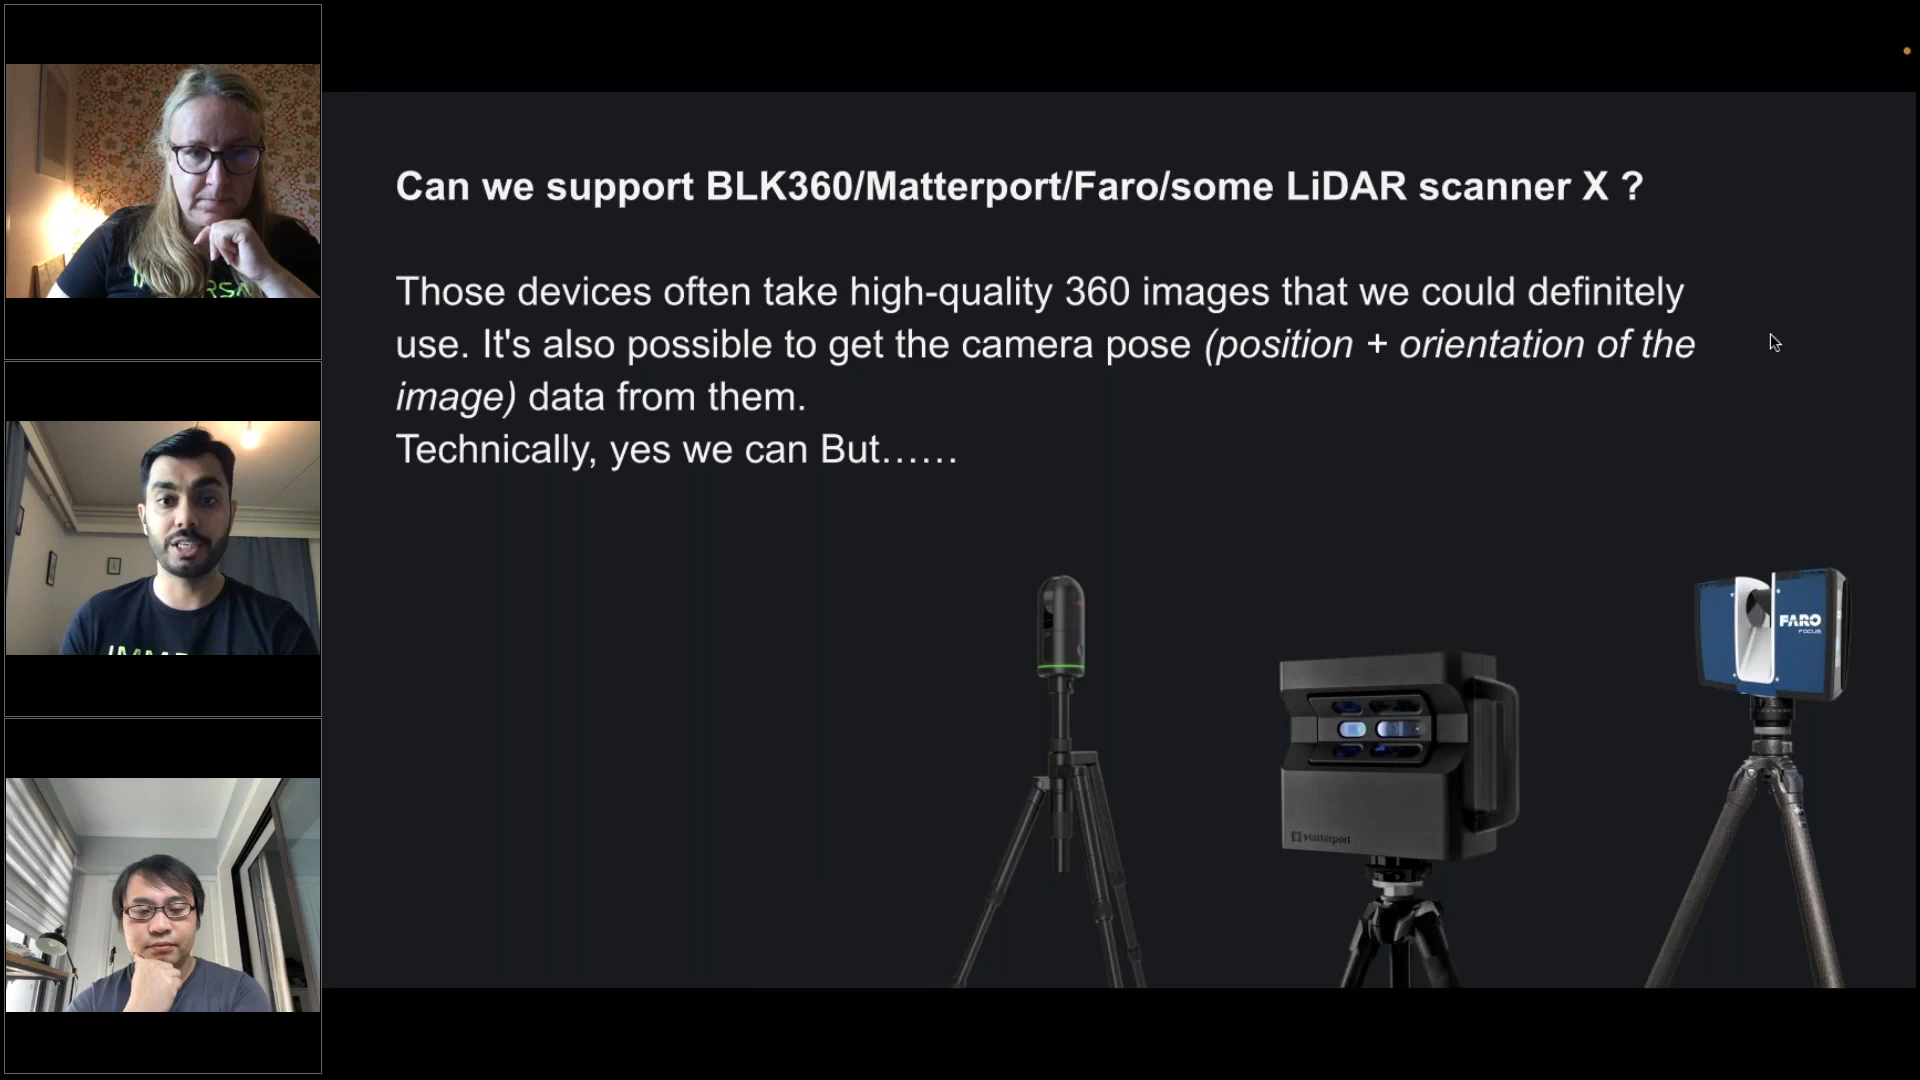 Can we support BLK360/Matterport/Faro/some LiDAR scanner X ?
Those devices often take high-quality 360 images that we could definitely
use. It's also possible to get the camera pose (position + orientation of the
image) data from them.
Technically, yes we can But……
FARO
FOCUS
Matterport